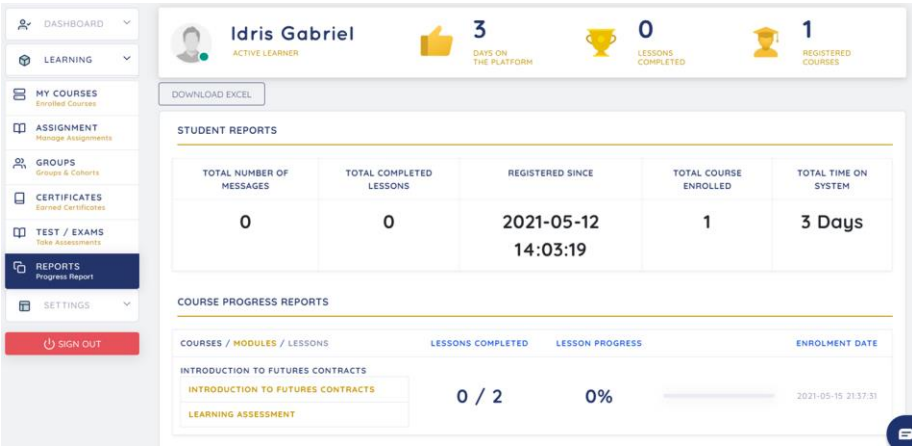 DASHBOARD
LEARNING
MY COURSES
Enrolled Courses
ASSIGNMENT
Manage Assignments
GROUPS
Groups & Cohorts
CERTIFICATES
Earned Certificates
TEST / EXAMS
Take Assessments
REPORTS
Progress Report
SETTINGS
SIGN OUT
Idris Gabriel
ACTIVE LEARNER
3
DAYS ON
THE PLATFORM
0
LESSONS
COMPLETED
1
REGISTERED
COURSES
DOWNLOAD EXCEL
STUDENT REPORTS
TOTAL NUMBER OF
MESSAGES
0
TOTAL COMPLETED
LESSONS
0
REGISTERED SINCE
2021-05-12
14:03:19
TOTAL COURSE
ENROLLED
1
TOTAL TIME ON
SYSTEM
3 Days
COURSE PROGRESS REPORTS
COURSES / MODULES / LESSONS LESSONS COMPLETED LESSON PROGRESS ENROLMENT DATE
INTRODUCTION TO FUTURES CONTRACTS
INTRODUCTION TO FUTURES CONTRACTS
LEARNING ASSESSMENT
0 / 2 0% 2021-05-15 21:37:31